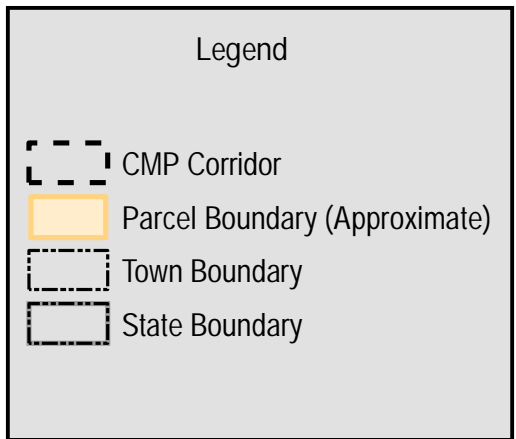 Legend
CMP Corridor
Parcel Boundary (Approximate)
Town Boundary
State Boundary